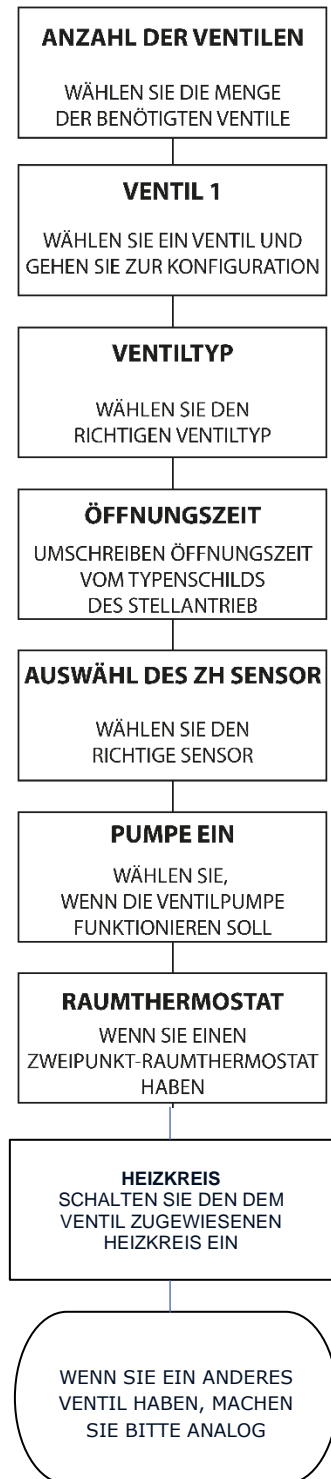 ANZAHL DER VENTILEN
WÄHLEN SIE DIE MENGE
DER BENÖTIGTEN VENTILE
VENTIL 1
WÄHLEN SIE EIN VENTIL UND
GEHEN SIE ZUR KONFIGURATION
VENTILTYP
WÄHLEN SIE DEN
RICHTIGEN VENTILTYP
ÖFFNUNGSZEIT
UMSCHREIBEN ÖFFNUNGSZEIT
VOM TYPENSCHILDS
DES STELLANTRIEB
AUSWÄHL DES ZH SENSOR
WÄHLEN SIE DEN
RICHTIGE SENSOR
PUMPE EIN
WÄHLEN SIE,
WENN DIE VENTILPUMPE
FUNKTIONIEREN SOLL
RAUMTHERMOSTAT
WENN SIE EINEN
ZWEIPUNKT-RAUMTHERMOSTAT
HABEN
HEIZKREIS
SCHALTEN SIE DEN DEM
VENTIL ZUGEWIESENEN
HEIZKREIS EIN
WENN SIE EIN ANDERES
VENTIL HABEN, MACHEN
SIE BITTE ANALOG